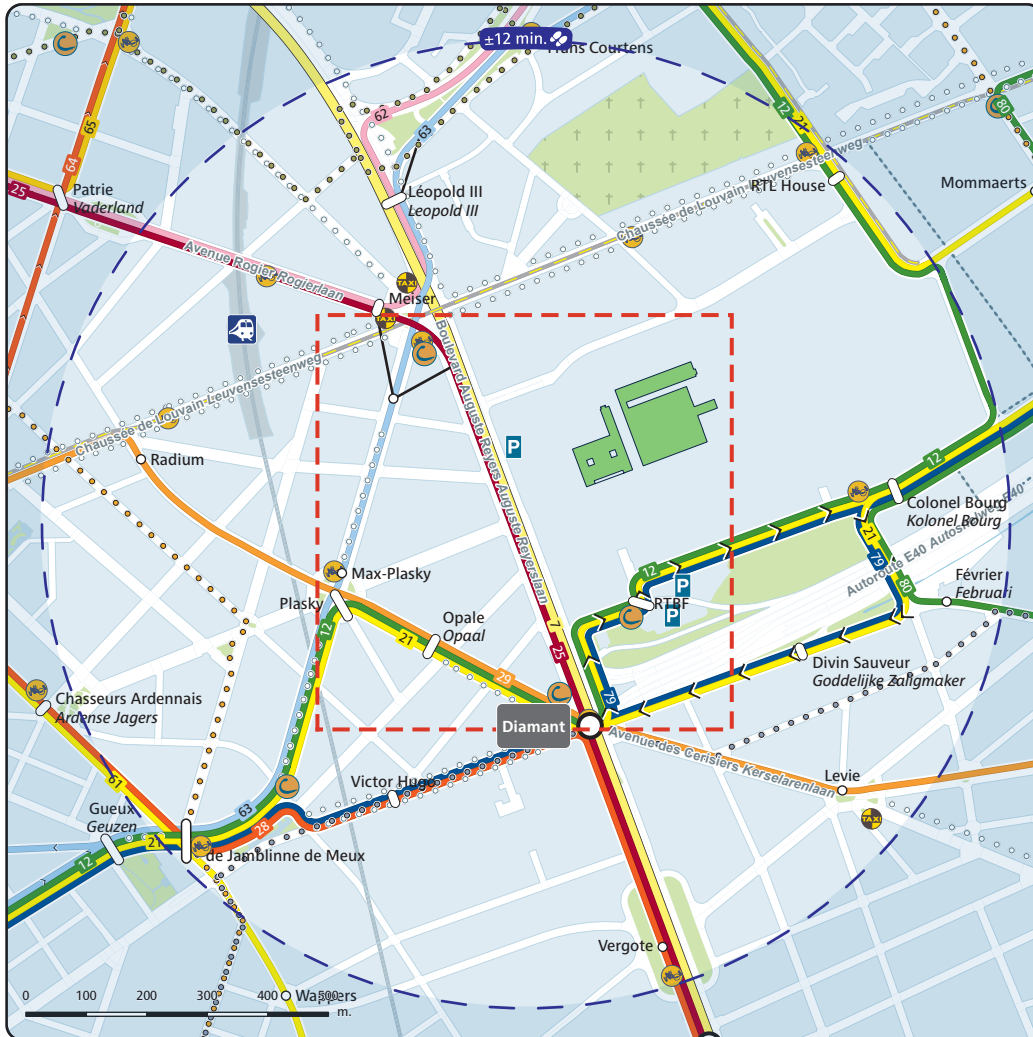 ±12 min.
Frans Courtens
65
64
25
62
63
12
21
80
Patrie
Vaderland
Léopold III
Leopold III
RTL House
Mommaerts
Chaussée de Louvain Leuvensesteenweg
Avenue Rogier Rogierlaan
TAXI
Meiser
TAXI
Chaussée de Louvain Leuvensesteenweg
Boulevard Auguste Reyers Auguste Reyerslaan
P
Radium
12
Colonel Bourg
Kolonel Bourg
Autoroute E40 Autosnelweg E40
21
79
80
Max-Plasky
Plasky
12
P
RTBF
P
Février
Februari
12
21
Opale
Opaal
29
7
25
79
Divin Sauveur
Goddelijke Zaligmaker
Chasseurs Ardennais
Ardense Jagers
Diamant
Avenue des Cerisiers Kerselarenlaan
61
Victor Hugo
Levie
TAXI
Gueux
Geuzen
63
28
21
12
de Jamblinne de Meux
Vergote
Wappers
0 100 200 300 400 500
m.